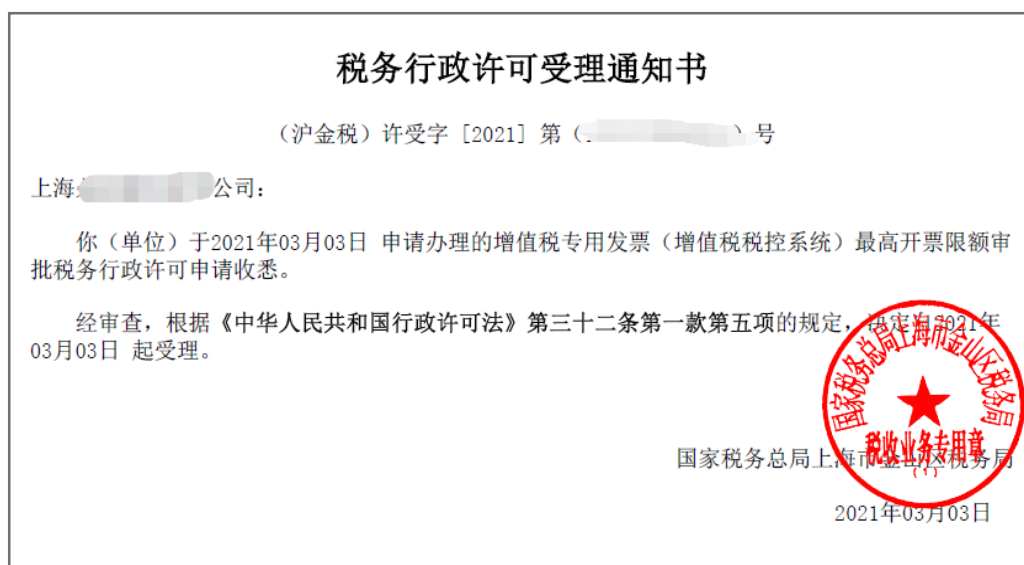 税务行政许可受理通知书
（沪金税）许受字 [2021] 第（ ）号
上海 公司：
你（单位）于2021年03月03日 申请办理的增值税专用发票（增值税税控系统）最高开票限额审
批税务行政许可申请收悉。
经审查，根据《中华人民共和国行政许可法》第三十二条第一款第五项的规定，决定自2021年
03月03日 起受理。
国家税务总局上海市金山区税务局
税收业务专用章
（1）
国家税务总局上海市金山区税务局
2021年03月03日